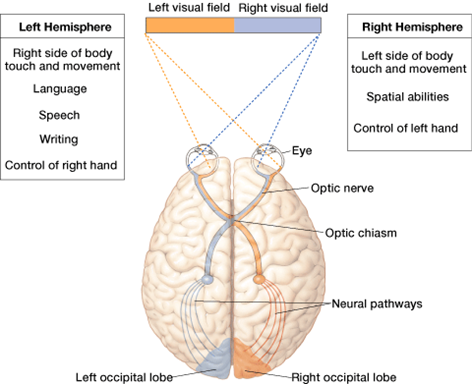 Left Hemisphere
Right side of body
touch and movement
Language
Speech
Writing
Control of right hand
Left visual field
Right visual field
Right Hemisphere
Left side of body
touch and movement
Spatial abilities
Control of left hand
Eye
Optic nerve
Optic chiasm
Neural pathways
Left occipital lobe
Right occipital lobe